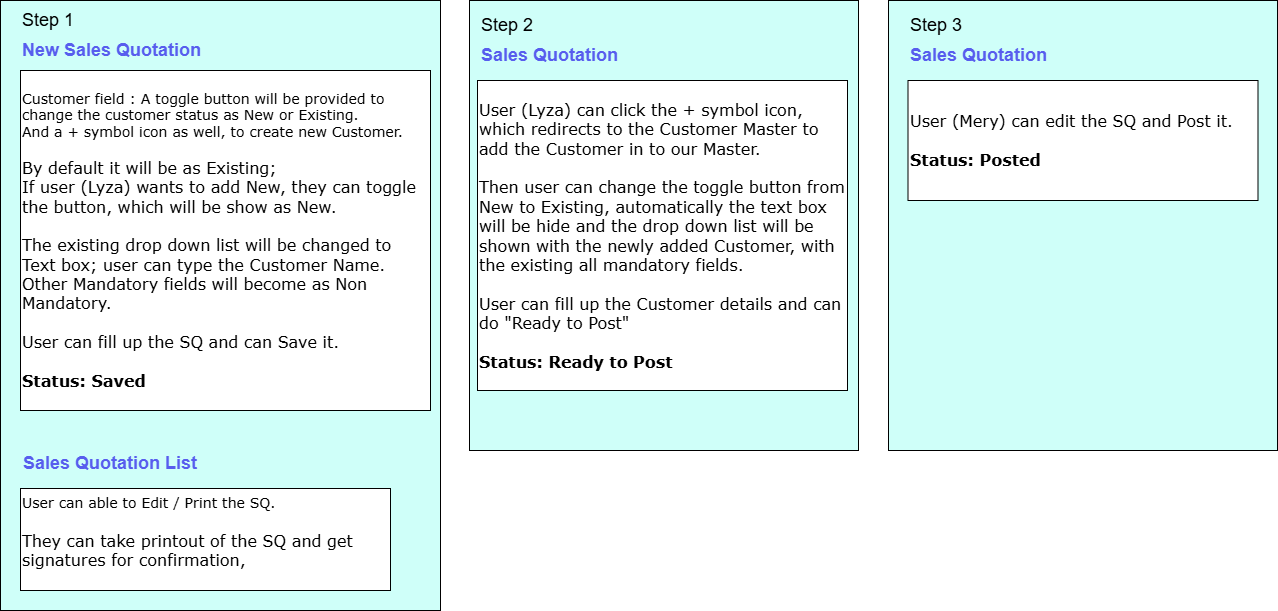 Step 1
New Sales Quotation
Customer field : A toggle button will be provided to
change the customer status as New or Existing.
And a + symbol icon as well, to create new Customer.
By default it will be as Existing;
If user (Lyza) wants to add New, they can toggle
the button, which will be show as New.
The existing drop down list will be changed to
Text box; user can type the Customer Name.
Other Mandatory fields will become as Non
Mandatory.
User can fill up the SQ and can Save it.
Status: Saved
Sales Quotation List
User can able to Edit / Print the SQ.
They can take printout of the SQ and get
signatures for confirmation,
Step 2
Sales Quotation
User (Lyza) can click the + symbol icon,
which redirects to the Customer Master to
add the Customer in to our Master.
Then user can change the toggle button from
New to Existing, automatically the text box
will be hide and the drop down list will be
shown with the newly added Customer, with
the existing all mandatory fields.
User can fill up the Customer details and can
do "Ready to Post"
Status: Ready to Post
Step 3
Sales Quotation
User (Mery) can edit the SQ and Post it.
Status: Posted